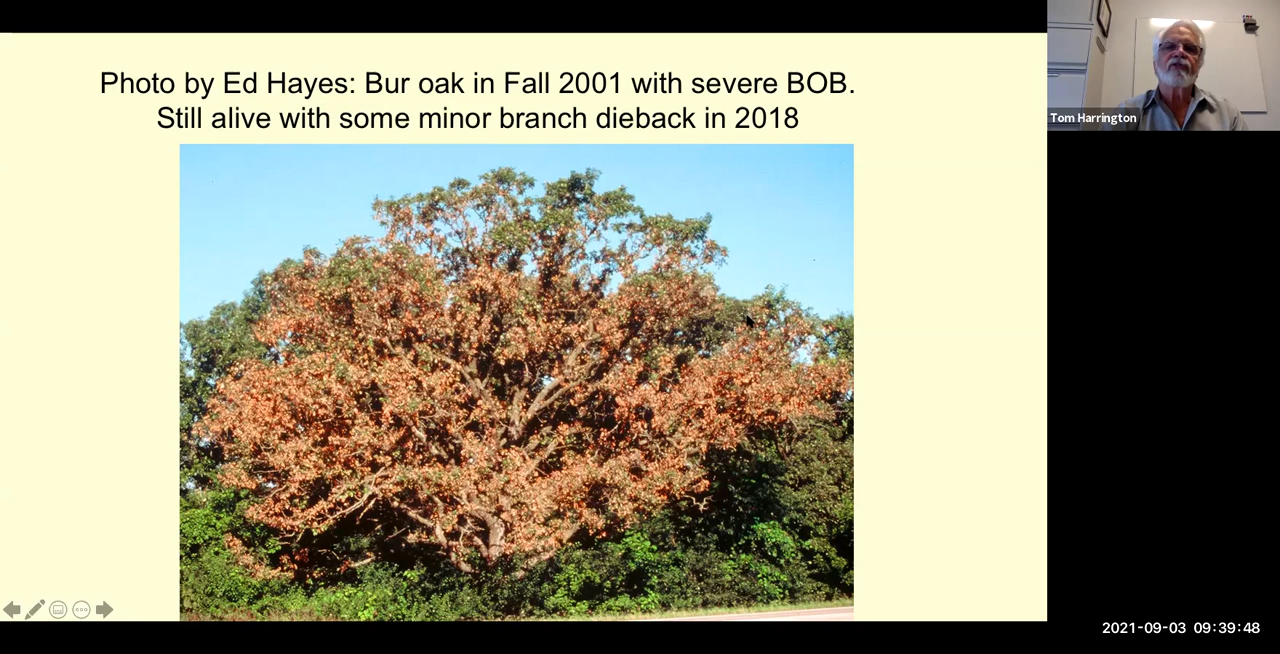 Photo by Ed Hayes: Bur oak in Fall 2001 with severe BOB.
Still alive with some minor branch dieback in 2018
Tom Harrington
2021-09-03 09:39:48